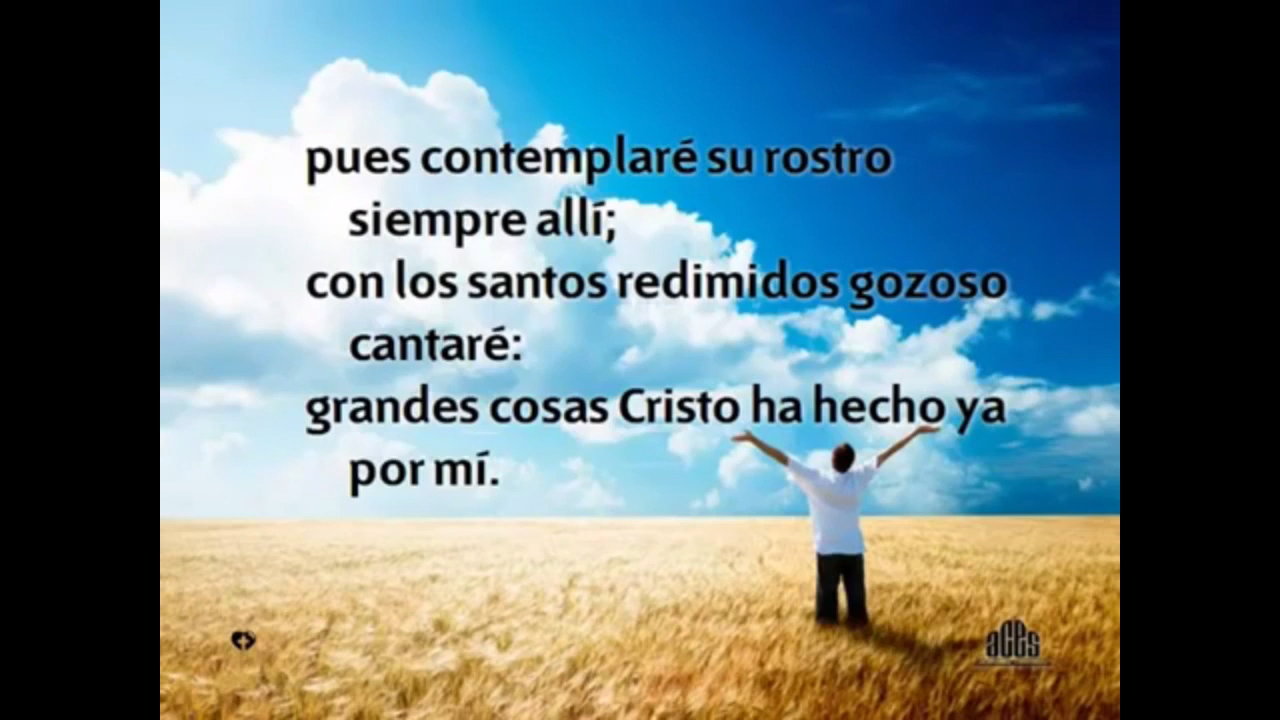 pues contemplaré su rostro
siempre allí;
con los santos redimidos gozoso
cantaré:
grandes cosas Cristo ha hecho ya
por mí.
aces